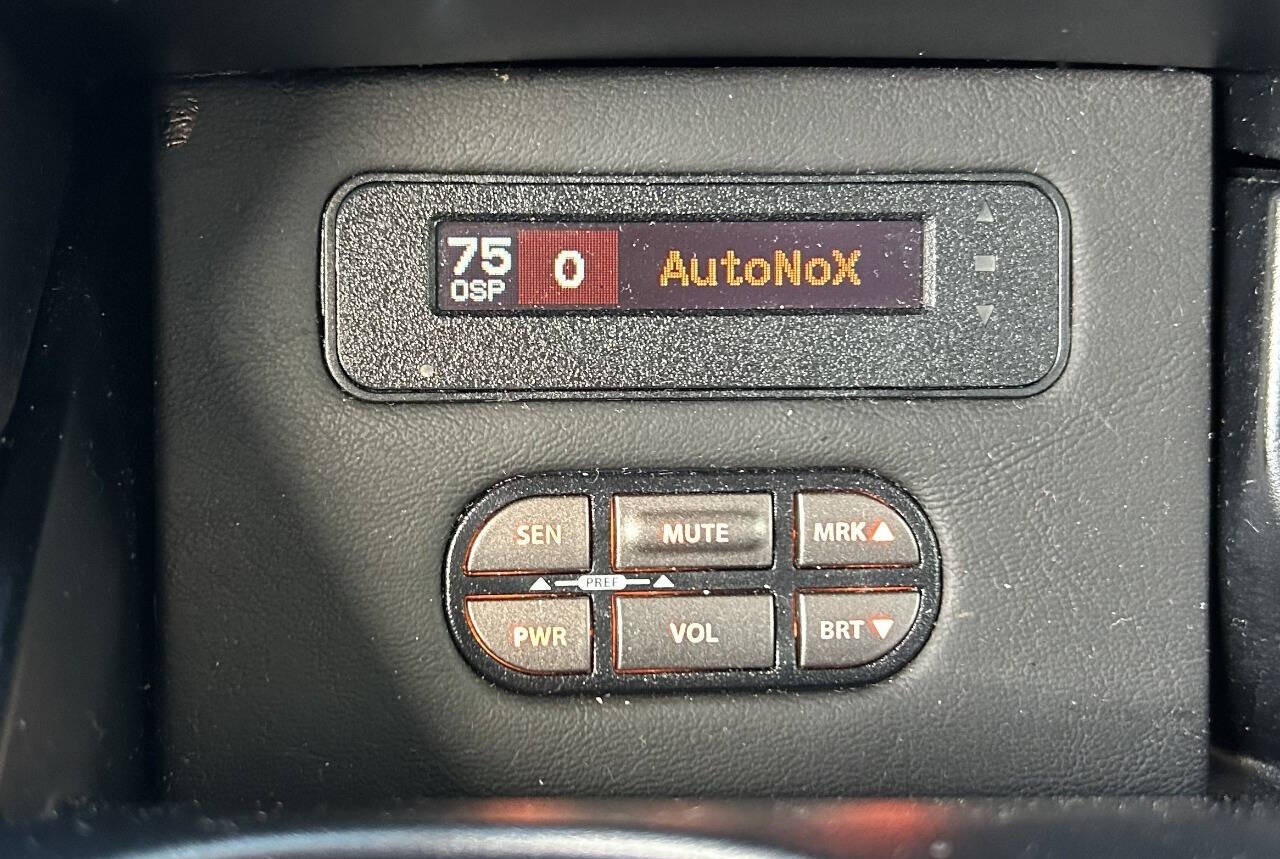 75 0 AutoNoX
OSP
SEN MUTE MRK▲
PREF
PWR VOL BRT▼